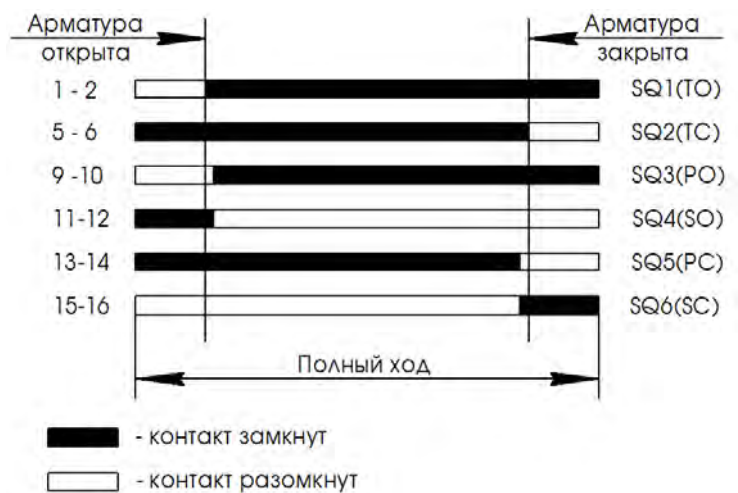 Арматура открыта
Арматура закрыта
1 - 2 SQ1(TO)
5 - 6 SQ2(TC)
9 -10 SQ3(PO)
11-12 SQ4(SO)
13-14 SQ5(PC)
15-16 SQ6(SC)
Полный ход
- контакт замкнут
- контакт разомкнут